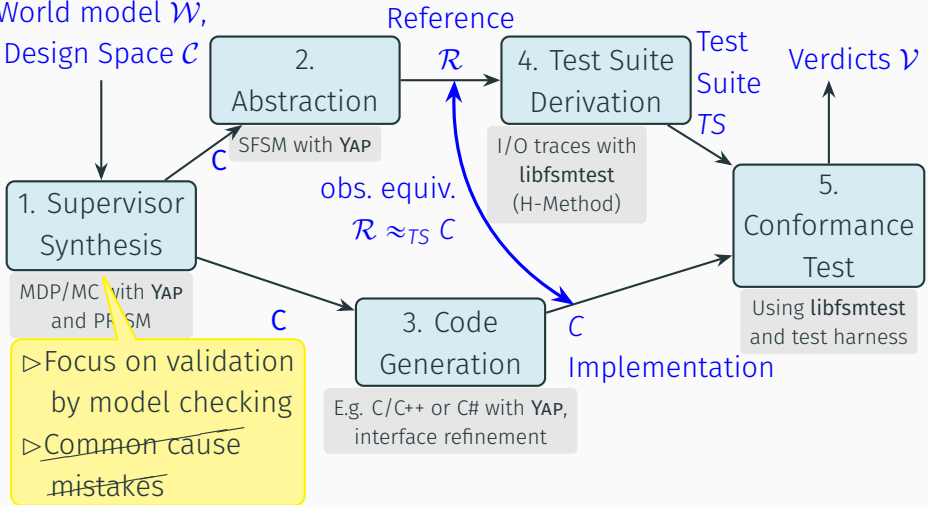 World model 𝒲,
Design Space 𝒞
Reference
ℛ
Test
Suite
TS
Verdicts 𝒱
2.
Abstraction
SFSM with YAP
4. Test Suite
Derivation
I/O traces with
libfsmtest
(H-Method)
C
1. Supervisor
Synthesis
MDP/MC with YAP
and PRISM
obs. equiv.
ℛ ≈TS C
5.
Conformance
Test
Using libfsmtest
and test harness
C
3. Code
Generation
E.g. C/C++ or C# with YAP,
interface refinement
C
Implementation
▷Focus on validation
by model checking
▷Common cause
mistakes